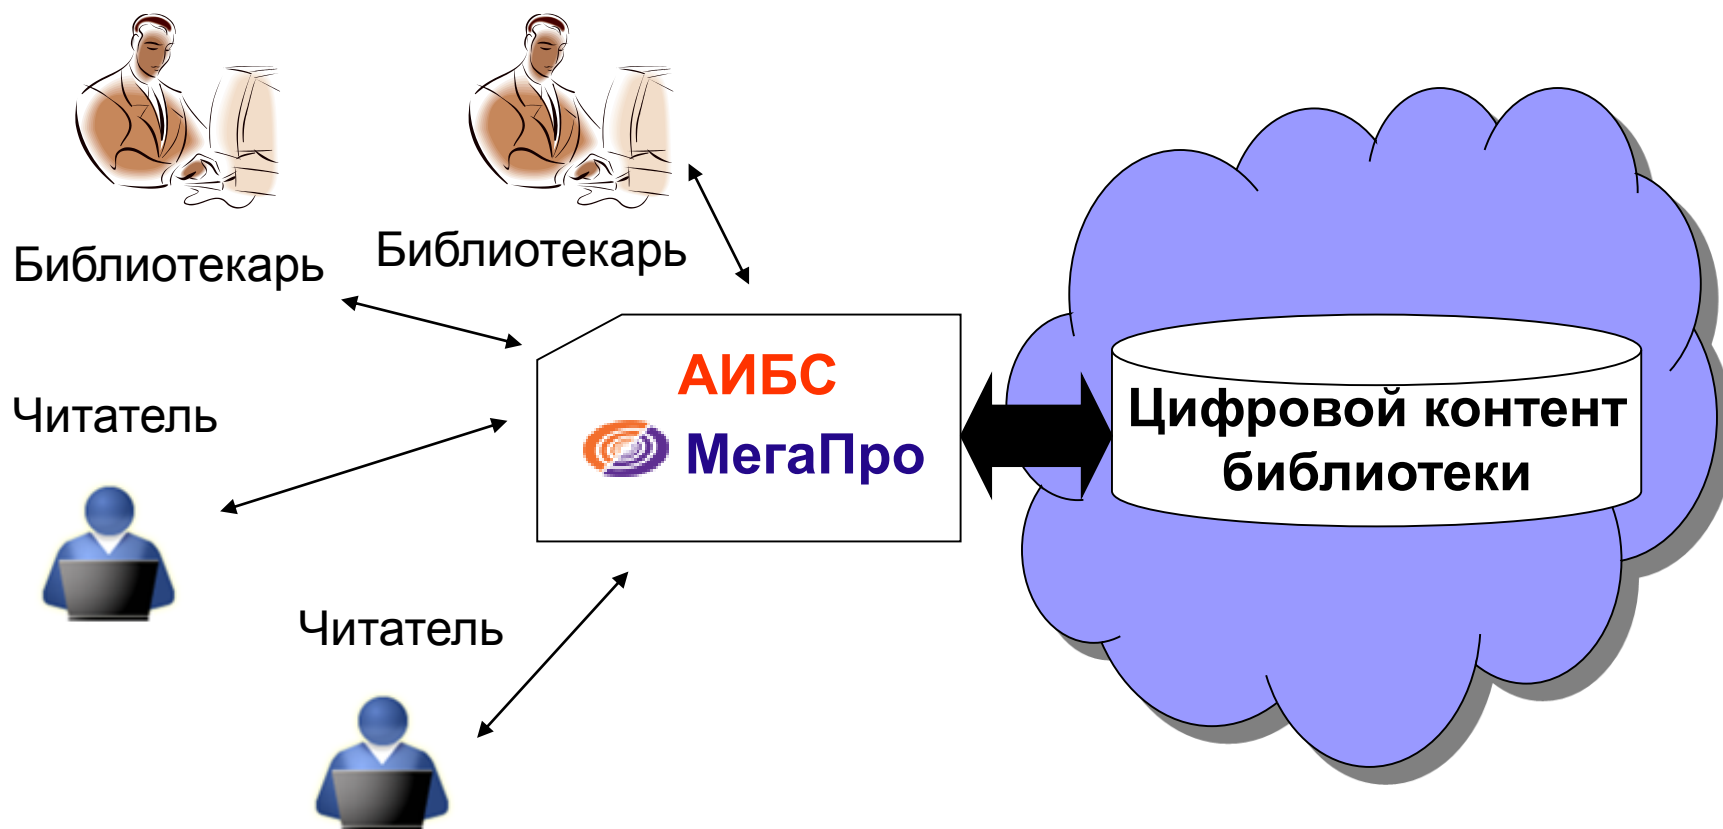 Библиотекарь
Библиотекарь
Читатель
Читатель
АИБС
МегаПро
Цифровой контент
библиотеки